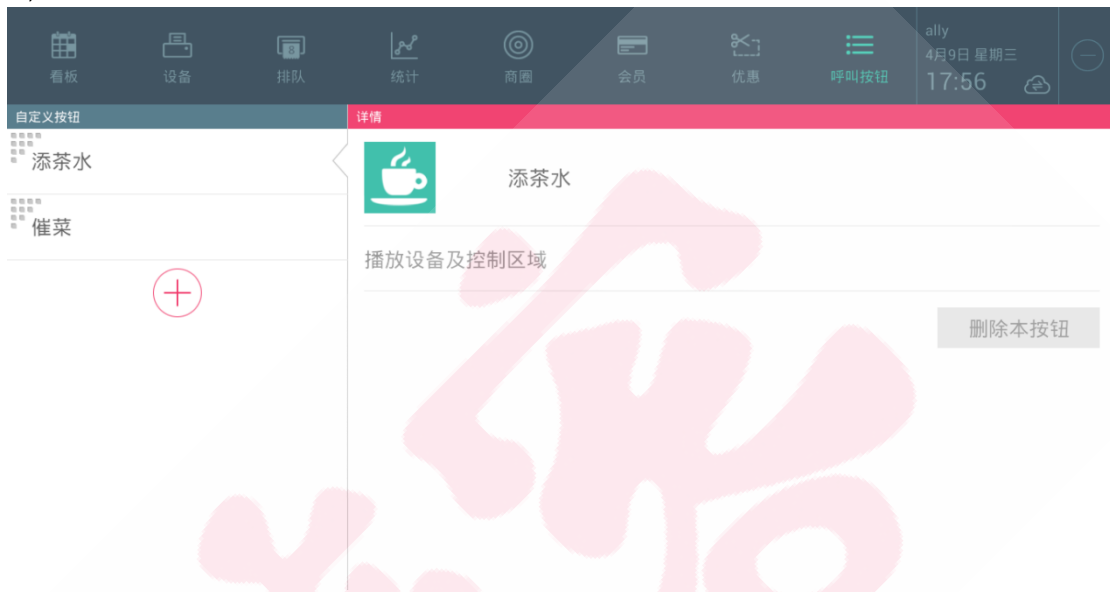 看板 设备 排队 统计 商圈 会员 优惠 呼叫按钮
ally
4月9日 星期三
17:56
自定义按钮
详情
添茶水
催菜
添茶水
播放设备及控制区域
删除本按钮